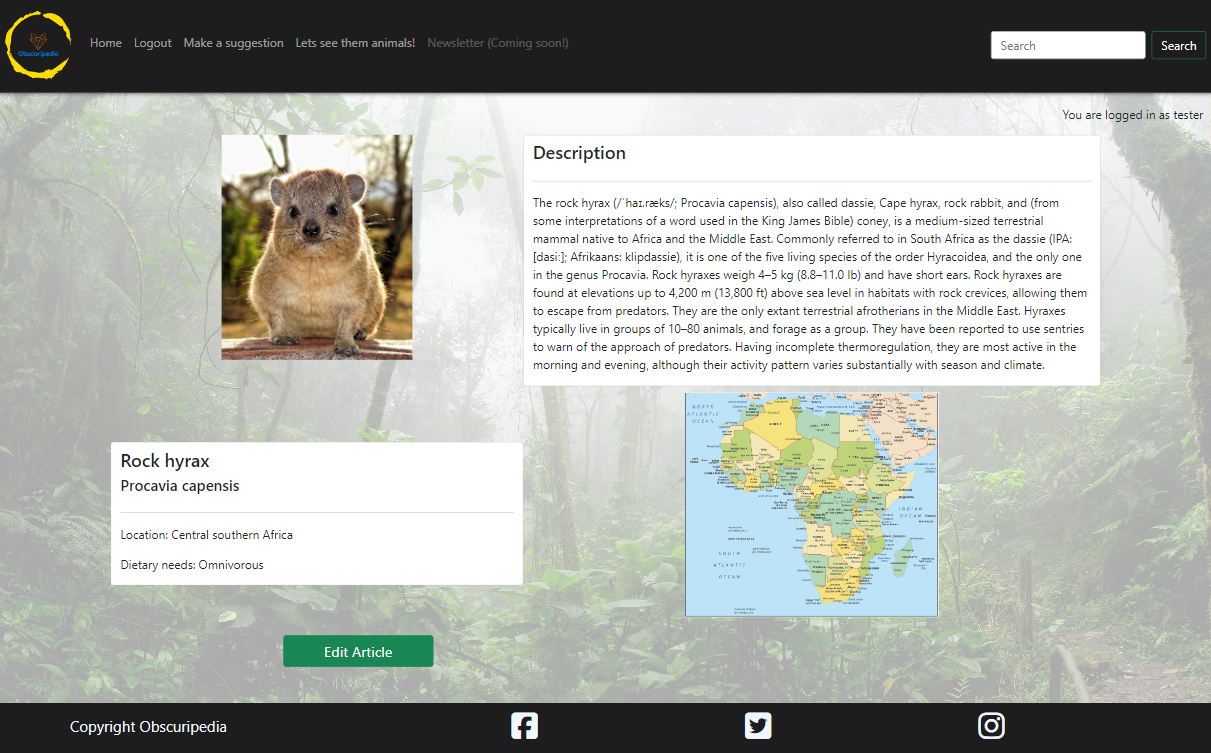 Obscuripedia
Home Logout Make a suggestion Lets see them animals! Newsletter (Coming soon!)
Search Search
You are logged in as tester
Description
The rock hyrax (/ˈhaɪ.ræks/; Procavia capensis), also called dassie, Cape hyrax, rock rabbit, and (from
some interpretations of a word used in the King James Bible) coney, is a medium-sized terrestrial
mammal native to Africa and the Middle East. Commonly referred to in South Africa as the dassie (IPA:
[dasiː]; Afrikaans: klipdassie), it is one of the five living species of the order Hyracoidea, and the only one
in the genus Procavia. Rock hyraxes weigh 4–5 kg (8.8–11.0 lb) and have short ears. Rock hyraxes are
found at elevations up to 4,200 m (13,800 ft) above sea level in habitats with rock crevices, allowing them
to escape from predators. They are the only extant terrestrial afrotherians in the Middle East. Hyraxes
typically live in groups of 10–80 animals, and forage as a group. They have been reported to use sentries
to warn of the approach of predators. Having incomplete thermoregulation, they are most active in the
morning and evening, although their activity pattern varies substantially with season and climate.
NORTH
ATLANTIC
OCEAN
INDIAN
OCEAN
SOUTH
ATLANTIC
OCEAN
Rock hyrax
Procavia capensis
Location: Central southern Africa
Dietary needs: Omnivorous
Edit Article
Copyright Obscuripedia